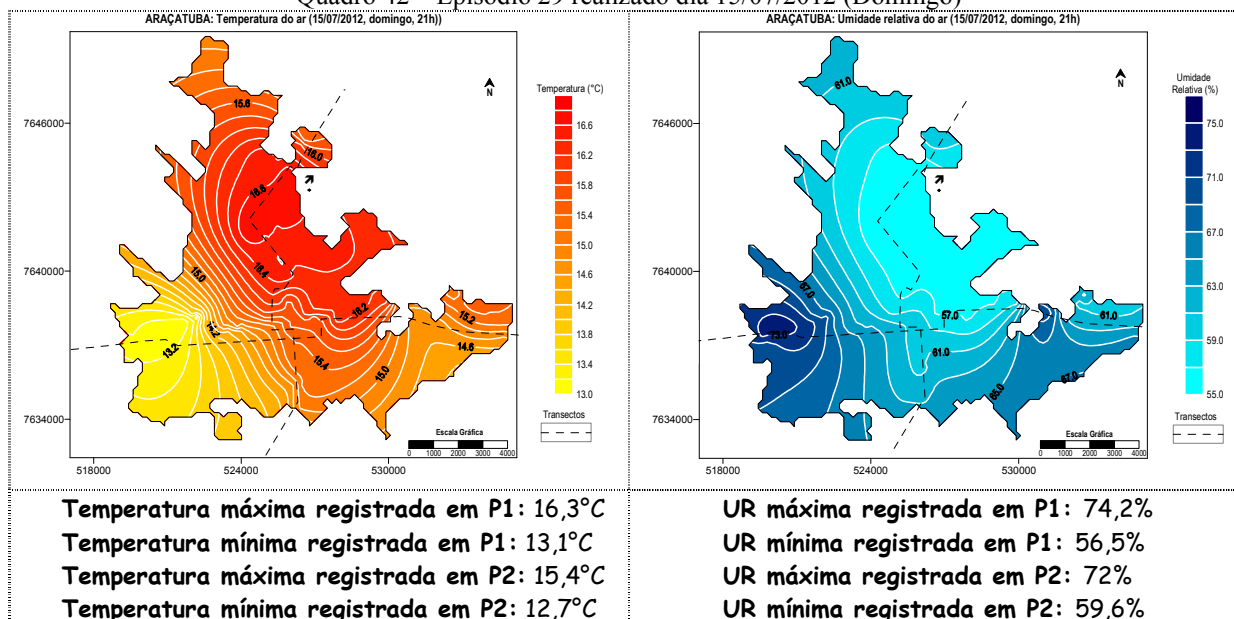 Quadro 42 – Episódio 29 realizado dia 15/07/2012 (Domingo)
ARAÇATUBA: Temperatura do ar (15/07/2012, domingo, 21h))
N
Temperatura (°C)
16.6
16.2
15.8
15.4
15.0
14.6
14.2
13.8
13.4
13.0
Transectos
Escala Gráfica
0 1000 2000 3000 4000
7646000
7640000
7634000
518000
524000
530000
15.6
16.0
16.6
15.0
16.4
16.2
14.2
13.2
15.4
15.0
15.2
14.6
ARAÇATUBA: Umidade relativa do ar (15/07/2012, domingo, 21h)
N
Umidade
Relativa (%)
75.0
71.0
67.0
63.0
59.0
55.0
Transectos
Escala Gráfica
0 1000 2000 3000 4000
7646000
7640000
7634000
518000
524000
530000
61.0
67.0
73.0
57.0
61.0
61.0
65.0
67.0
Temperatura máxima registrada em P1: 16,3°C
Temperatura mínima registrada em P1: 13,1°C
Temperatura máxima registrada em P2: 15,4°C
Temperatura mínima registrada em P2: 12,7°C
UR máxima registrada em P1: 74,2%
UR mínima registrada em P1: 56,5%
UR máxima registrada em P2: 72%
UR mínima registrada em P2: 59,6%